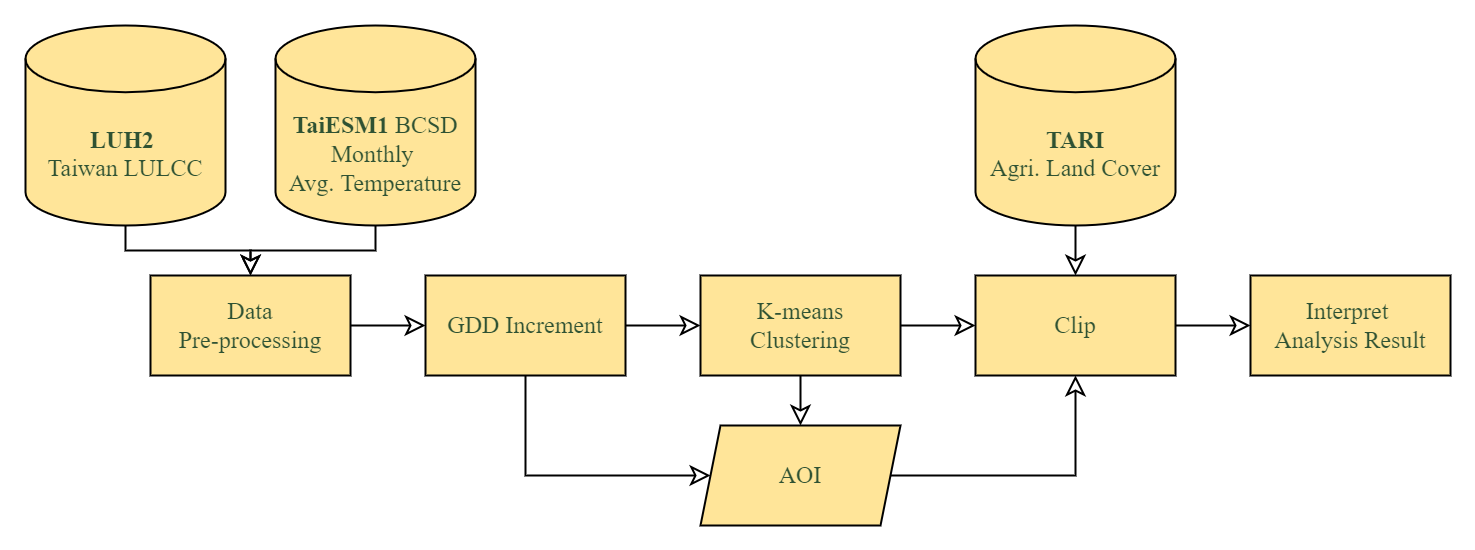 LUH2
Taiwan LULCC
TaiESM1 BCSD
Monthly
Avg. Temperature
TARI
Agri. Land Cover
Data
Pre-processing
GDD Increment
K-means
Clustering
Clip
Interpret
Analysis Result
AOI